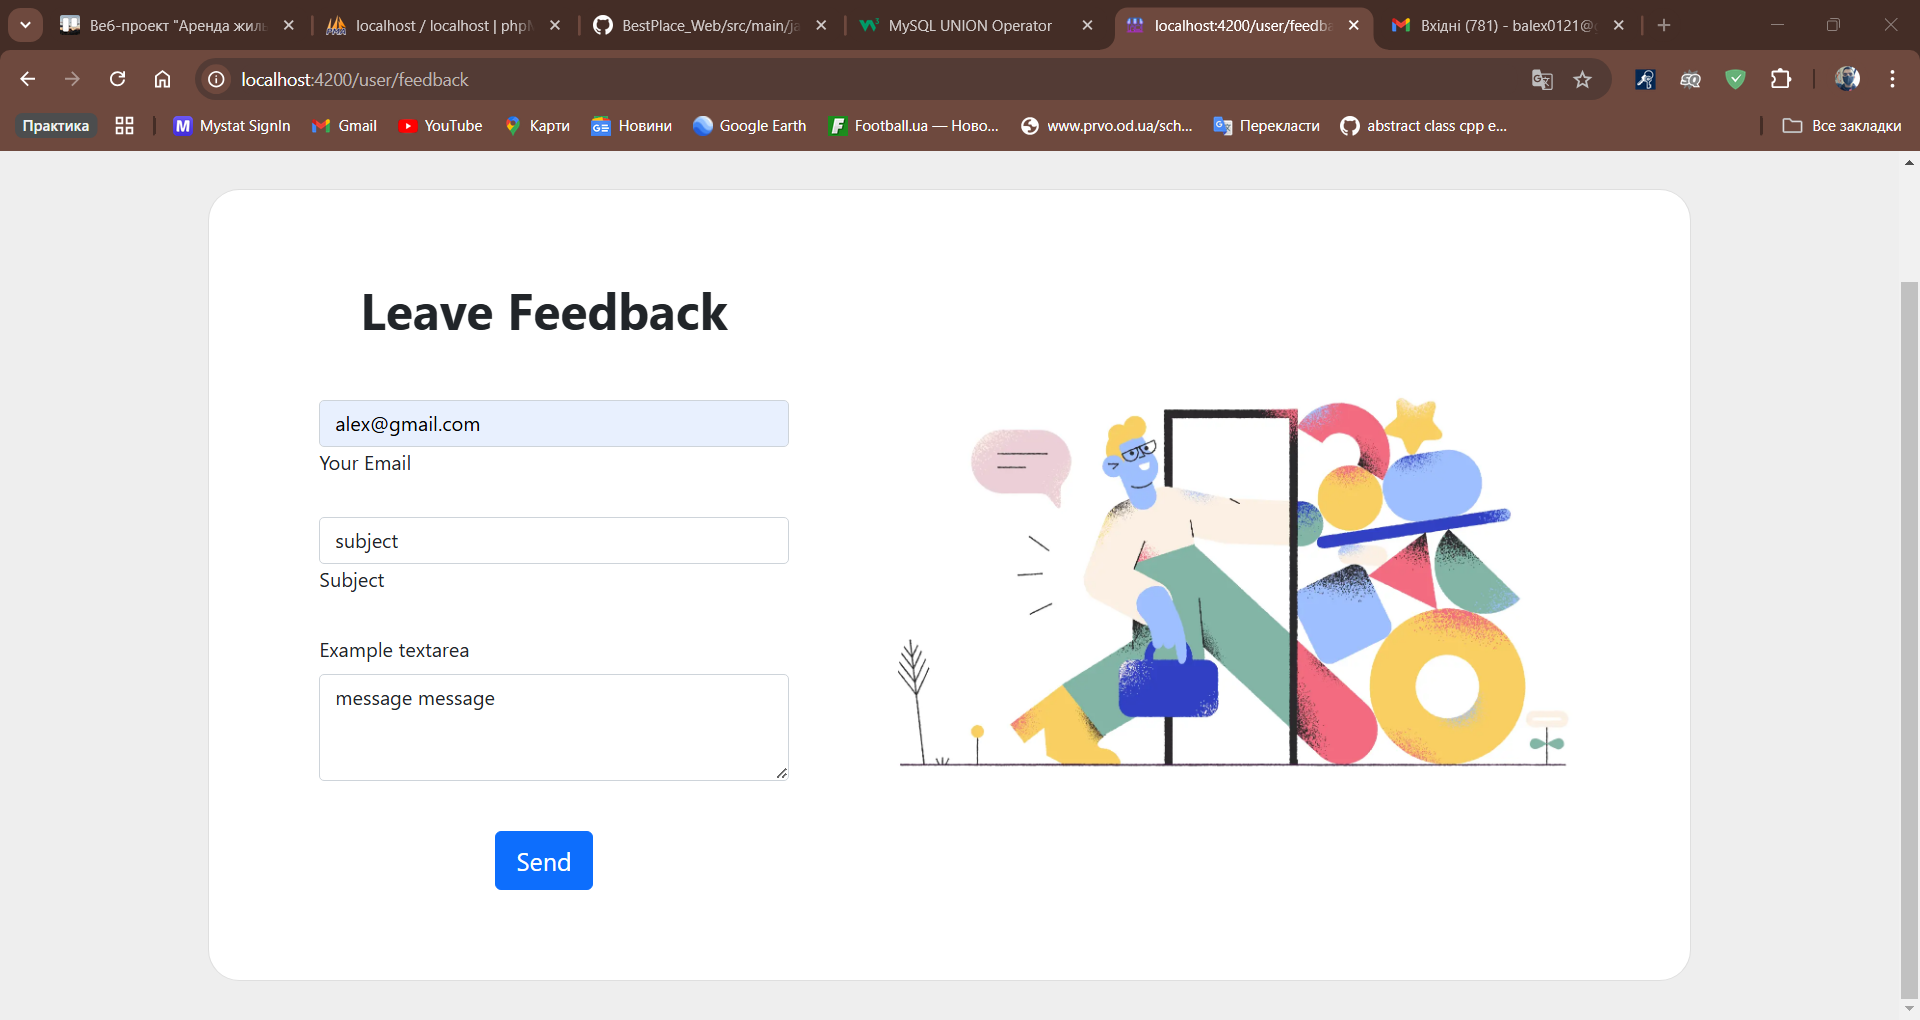 Веб-проект "Аренда жиль
localhost / localhost | php
BestPlace_Web/src/main/ja
MySQL UNION Operator
localhost:4200/user/feedba
Вхідні (781) - balex0121@
localhost:4200/user/feedback
Практика
Mystat SignIn
Gmail
YouTube
Карти
Новини
Google Earth
Football.ua — Ново...
www.prvo.od.ua/sch...
Перекласти
abstract class cpp e...
Все закладки
Leave Feedback
alex@gmail.com
Your Email
subject
Subject
Example textarea
message message
Send